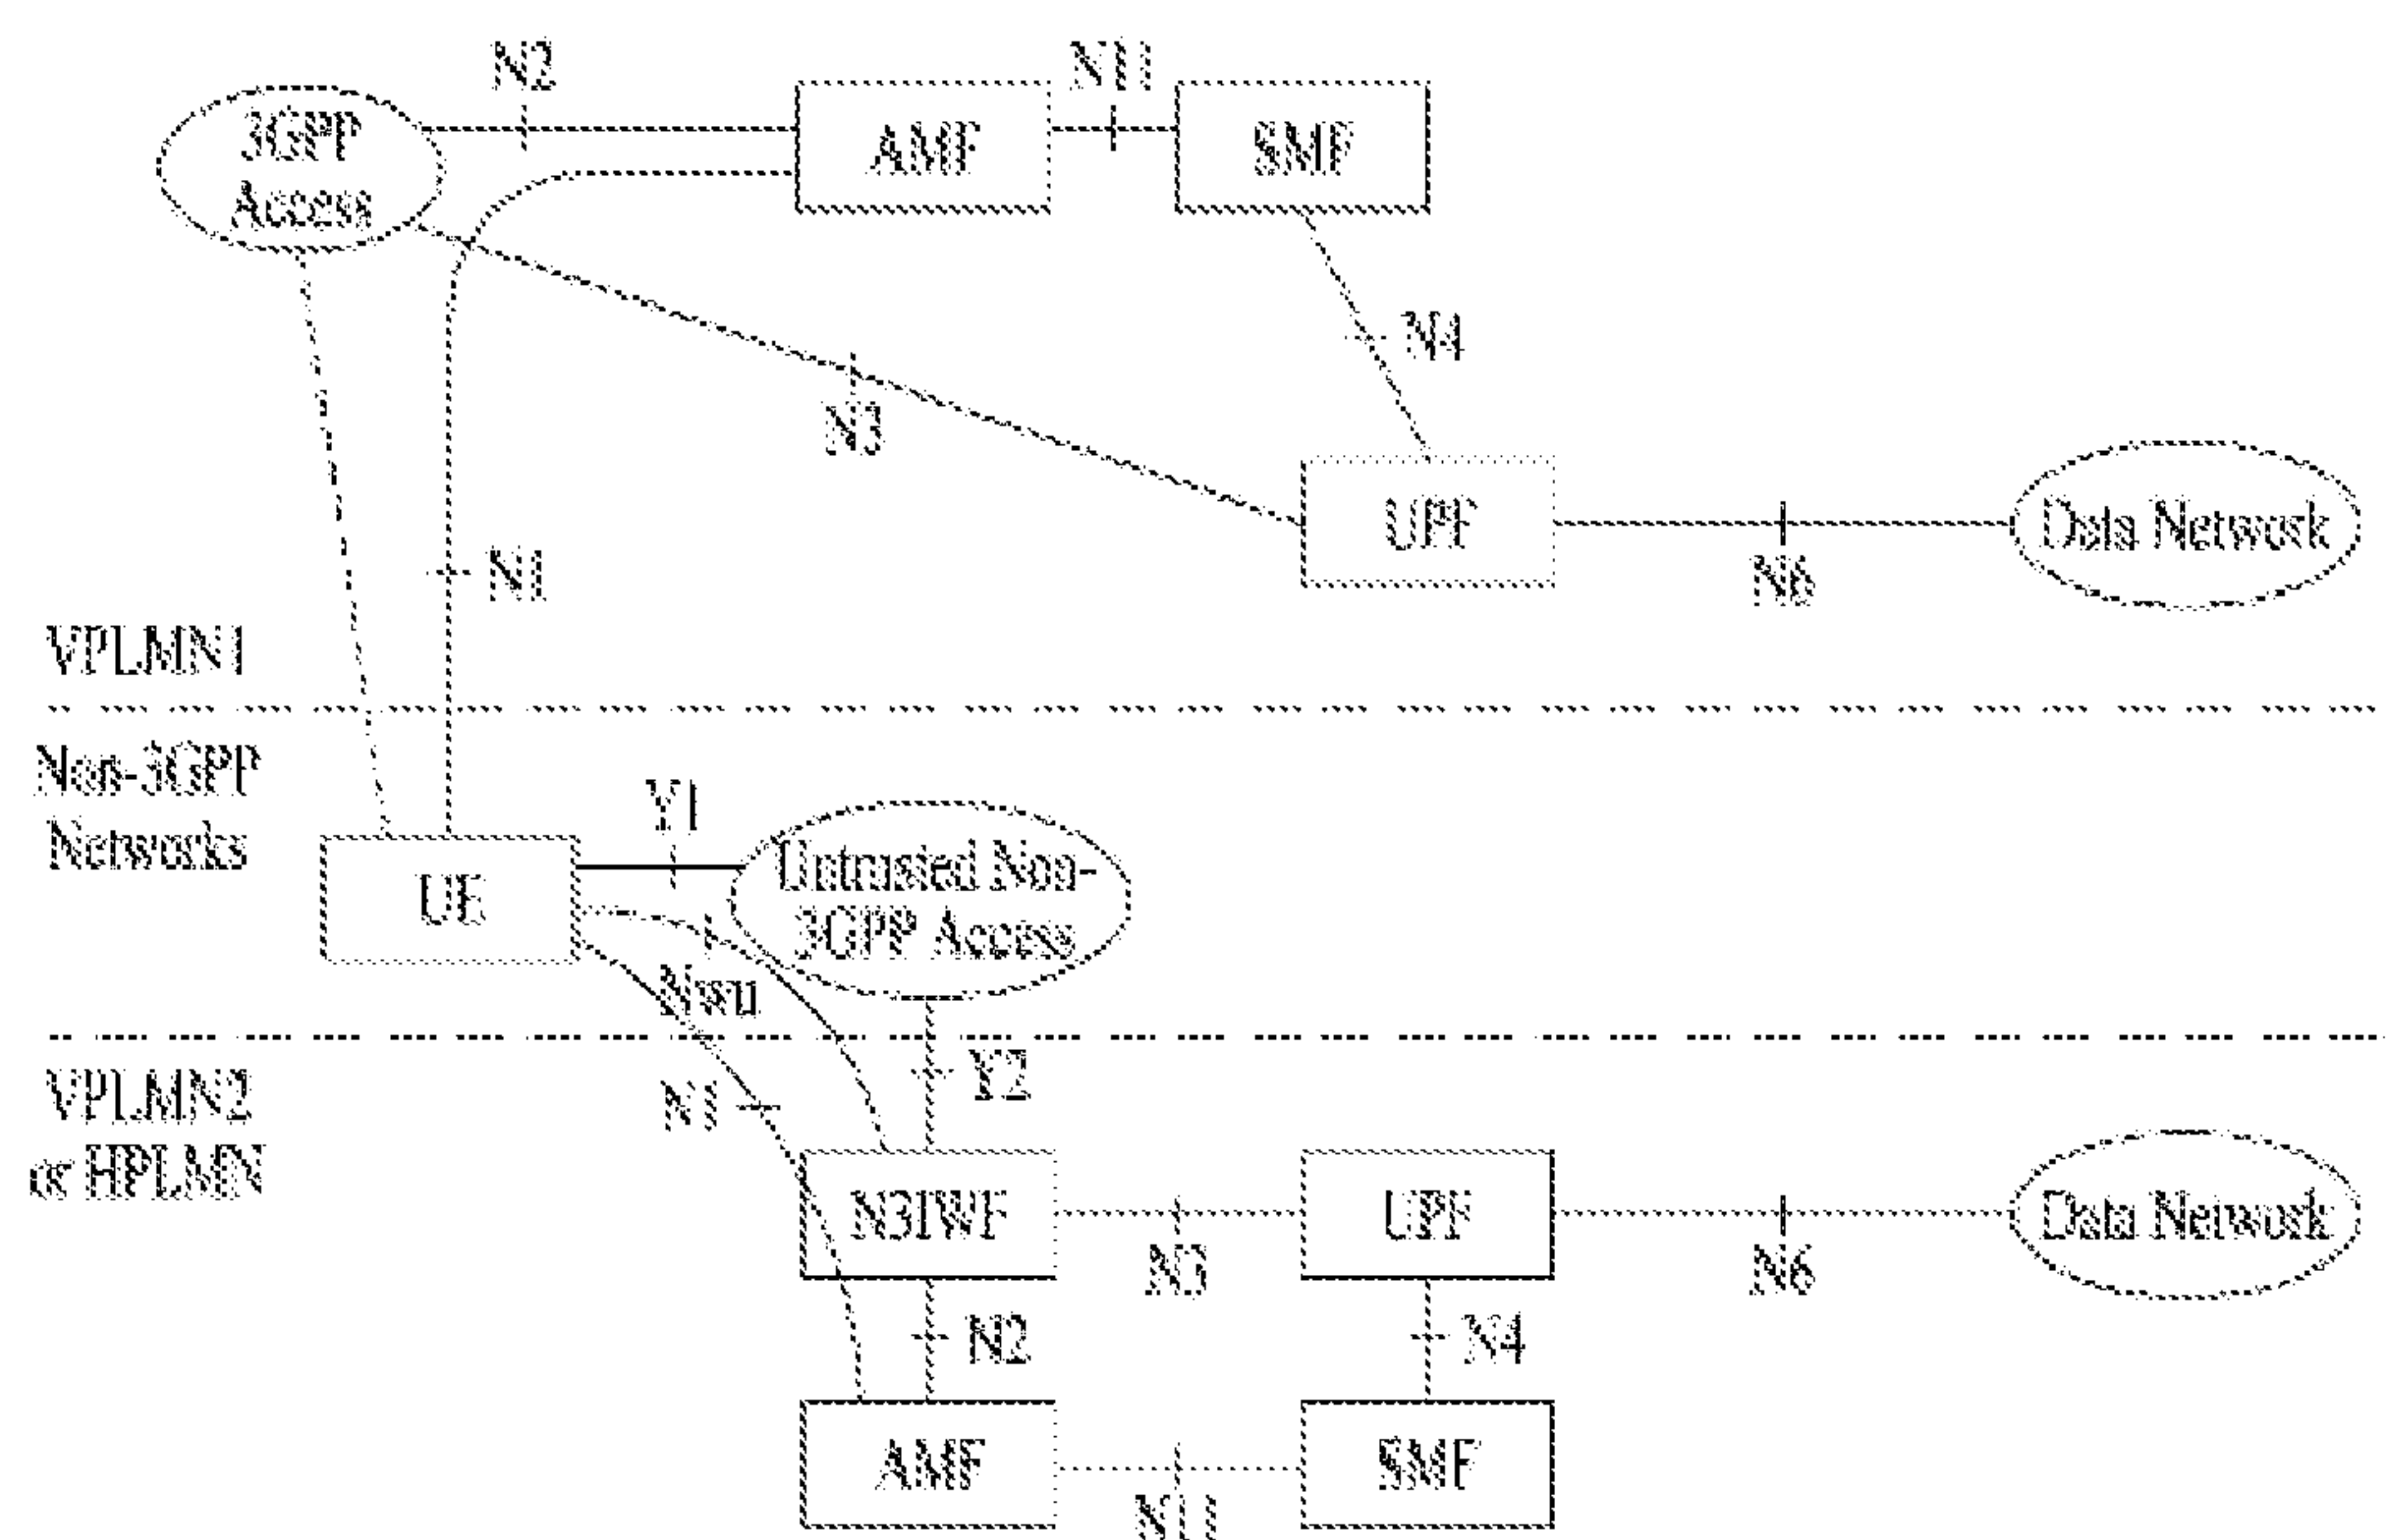 N2
N11
3GPP
Access
AMF
SMF
N4
N3
UPF
Data Network
N1
N6
VPLMN1
Non-3GPP
Networks
Y1
Untrusted Non-
3GPP Access
UE
Nwu
Y2
VPLMN2
or HPLMN
N1
N3IWF
UPF
Data Network
N3
N6
N2
N4
AMF
SMF
N11